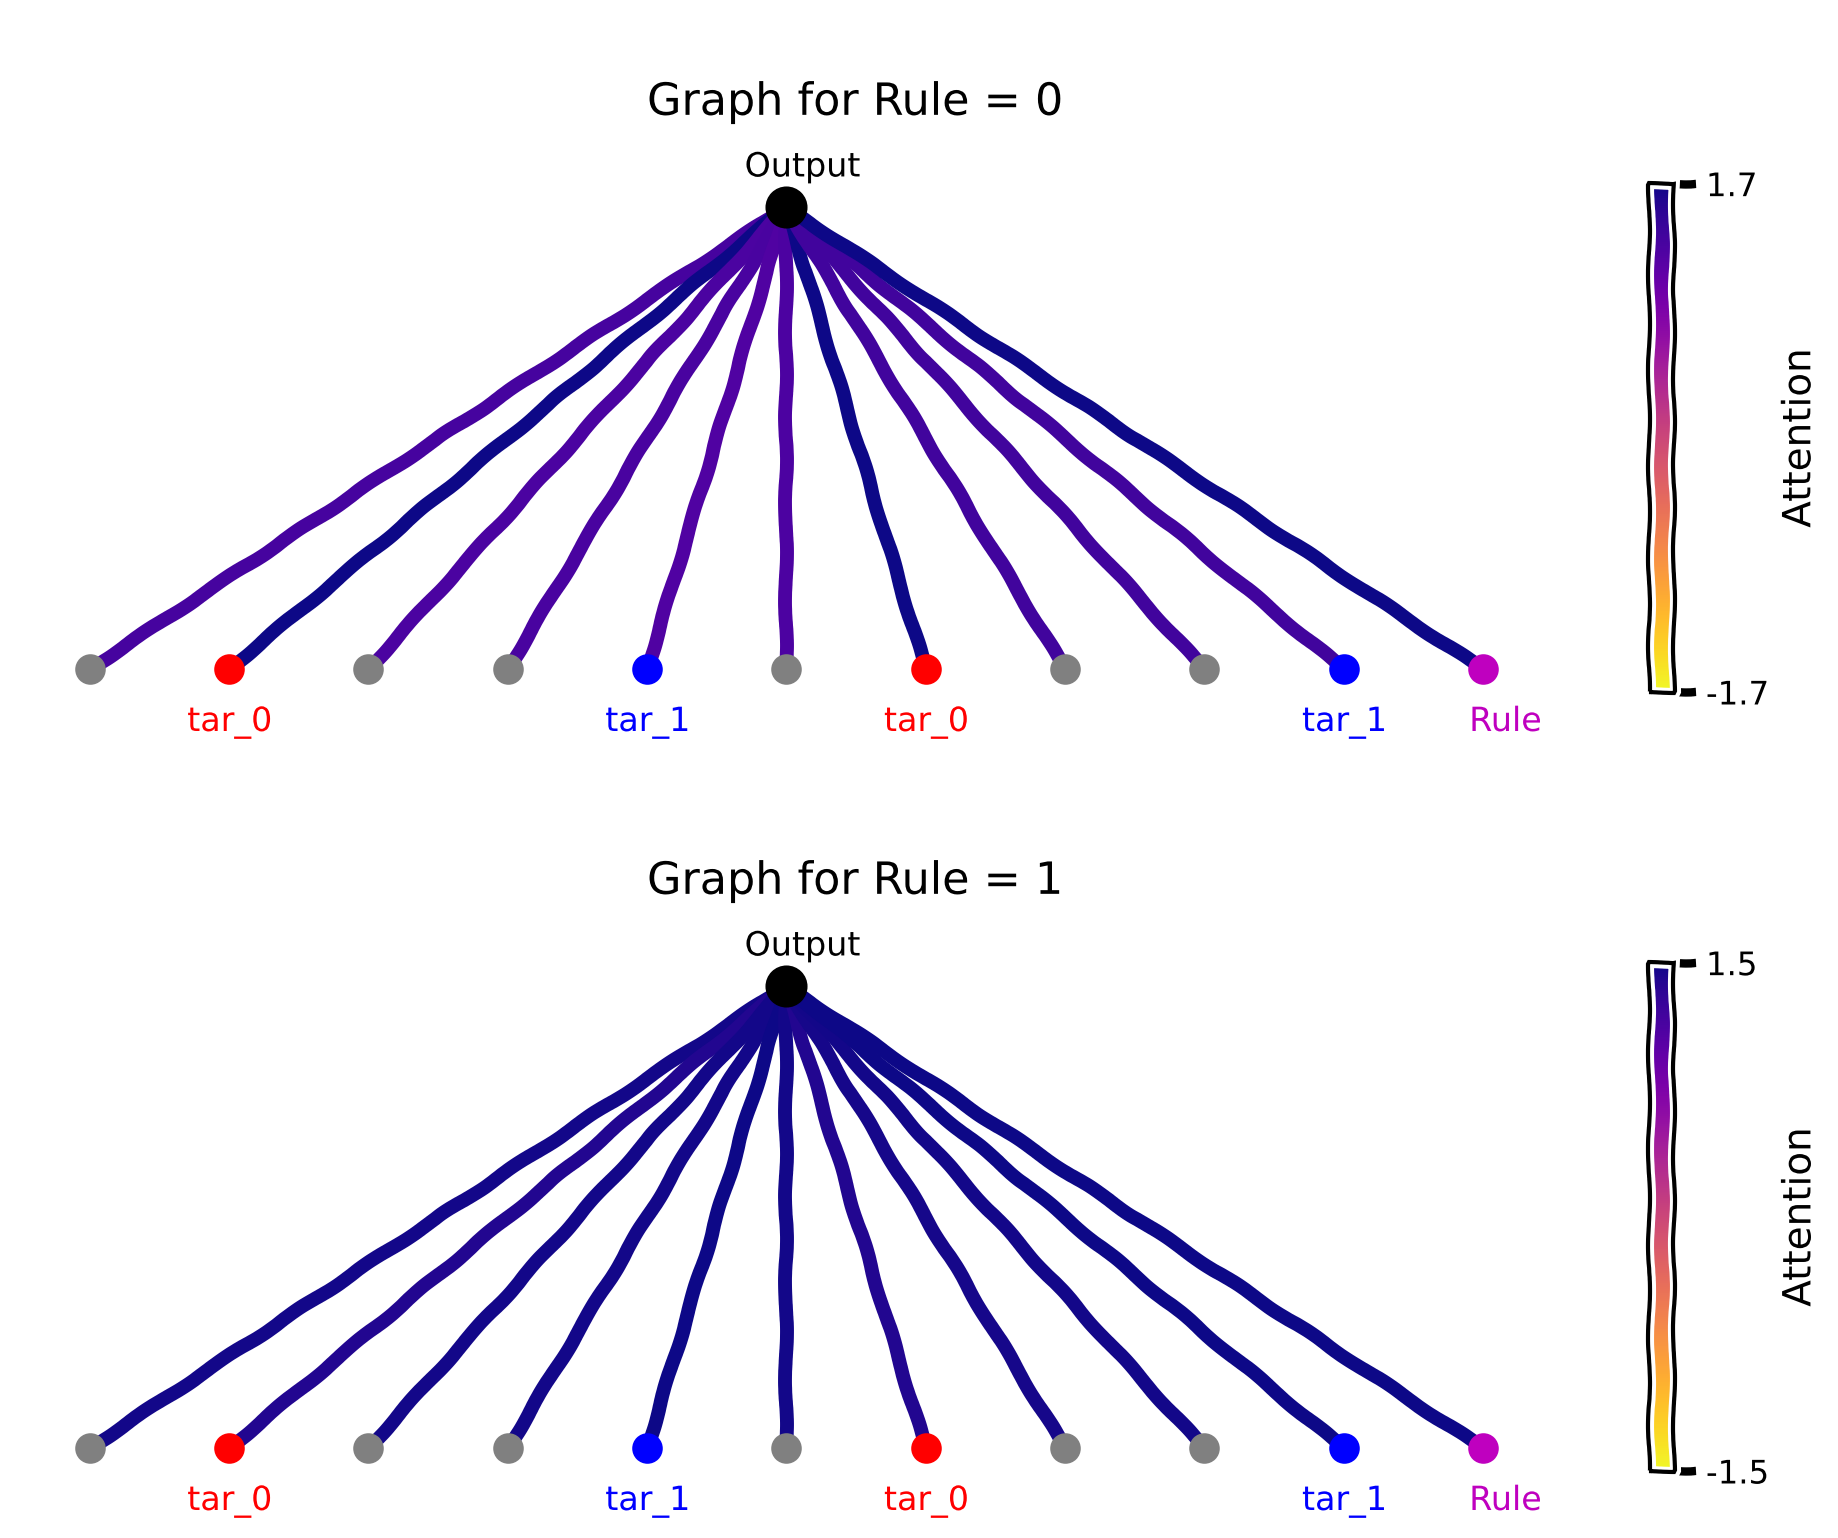 Graph for Rule = 0
Output
1.7
Attention
-1.7
tar_0 tar_1 tar_0 tar_1 Rule
Graph for Rule = 1
Output
1.5
Attention
-1.5
tar_0 tar_1 tar_0 tar_1 Rule